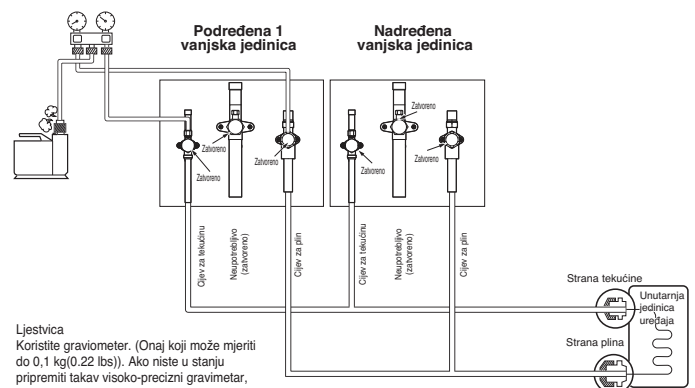 Podređena 1
vanjska jedinica
Nadređena
vanjska jedinica
Zatvoreno
Zatvoreno
Zatvoreno
Zatvoreno
Zatvoreno
Zatvoreno
Cijev za tekućinu
Neupotrebljivo
(zatvoreno)
Cijev za plin
Cijev za tekućinu
Neupotrebljivo
(zatvoreno)
Cijev za plin
Strana tekućine
Unutarnja
jedinica
uređaja
Strana plina
Ljestvica
Koristite graviometer. (Onaj koji može mjeriti
do 0,1 kg(0.22 lbs)). Ako niste u stanju
pripremiti takav visoko-precizni gravimetar,